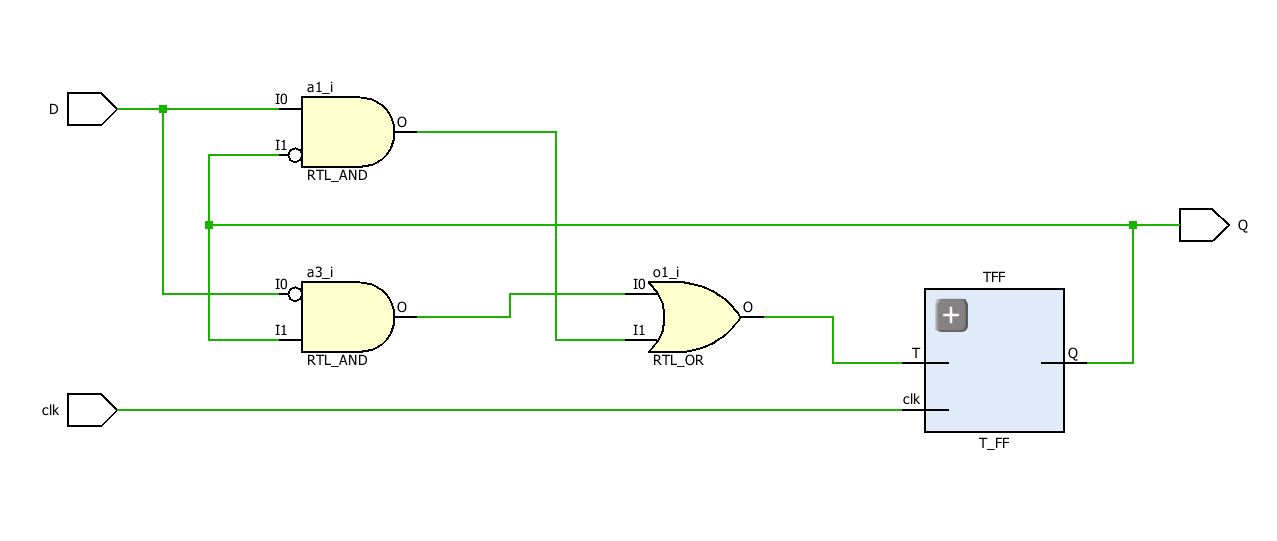 a1_i
D
I0
O
I1
RTL_AND
Q
a3_i
o1_i
TFF
I0
I0
O
O
I1
I1
T
Q
RTL_AND
RTL_OR
clk
clk
T_FF